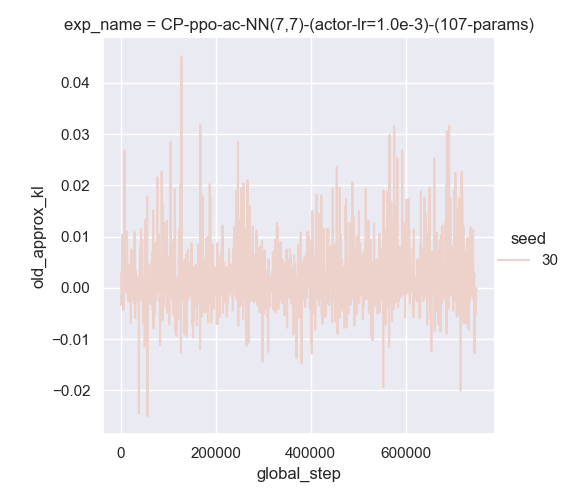 exp_name = CP-ppo-ac-NN(7,7)-(actor-lr=1.0e-3)-(107-params)
0.04
0.03
0.02
0.01
0.00
−0.01
−0.02
old_approx_kl
0 200000 400000 600000
global_step
seed
30